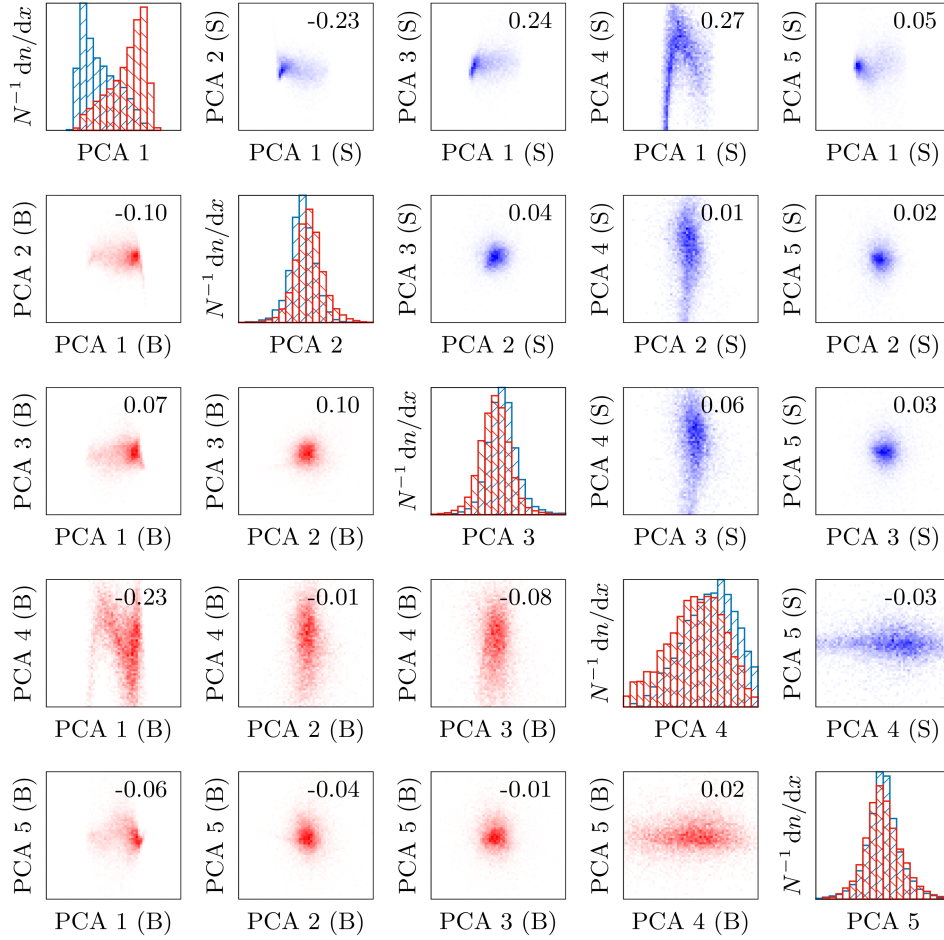 N⁻¹ dn/dx
PCA 1
PCA 2 (S)
-0.23
PCA 1 (S)
PCA 3 (S)
0.24
PCA 1 (S)
PCA 4 (S)
0.27
PCA 1 (S)
PCA 5 (S)
0.05
PCA 1 (S)
PCA 2 (B)
-0.10
PCA 1 (B)
N⁻¹ dn/dx
PCA 2
PCA 3 (S)
0.04
PCA 2 (S)
PCA 4 (S)
0.01
PCA 2 (S)
PCA 5 (S)
0.02
PCA 2 (S)
PCA 3 (B)
0.07
PCA 1 (B)
PCA 3 (B)
0.10
PCA 2 (B)
N⁻¹ dn/dx
PCA 3
PCA 4 (S)
0.06
PCA 3 (S)
PCA 5 (S)
0.03
PCA 3 (S)
PCA 4 (B)
-0.23
PCA 1 (B)
PCA 4 (B)
-0.01
PCA 2 (B)
PCA 4 (B)
-0.08
PCA 3 (B)
N⁻¹ dn/dx
PCA 4
PCA 5 (S)
-0.03
PCA 4 (S)
PCA 5 (B)
-0.06
PCA 1 (B)
PCA 5 (B)
-0.04
PCA 2 (B)
PCA 5 (B)
-0.01
PCA 3 (B)
PCA 5 (B)
0.02
PCA 4 (B)
N⁻¹ dn/dx
PCA 5